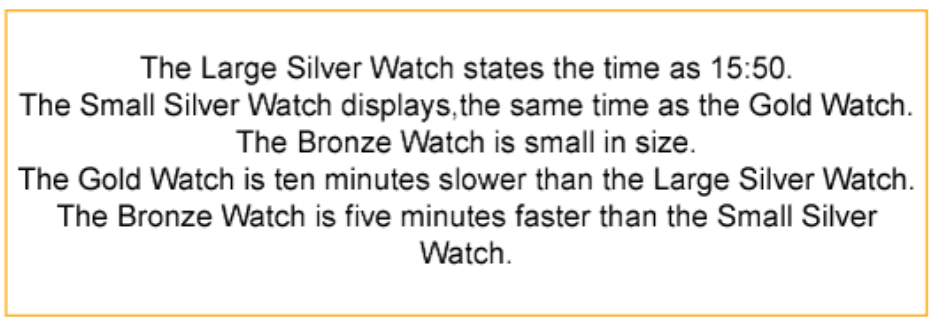 The Large Silver Watch states the time as 15:50.
The Small Silver Watch displays,the same time as the Gold Watch.
The Bronze Watch is small in size.
The Gold Watch is ten minutes slower than the Large Silver Watch.
The Bronze Watch is five minutes faster than the Small Silver
Watch.